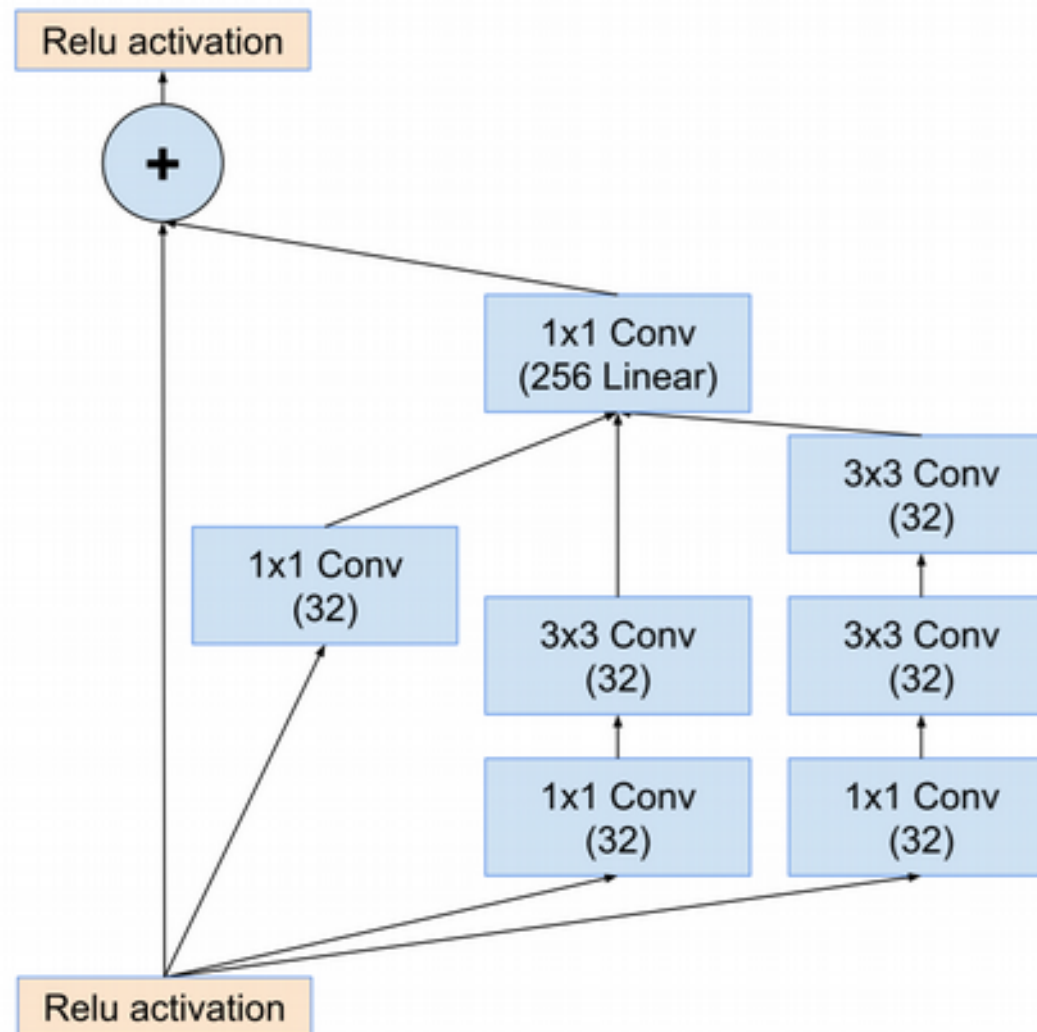 Relu activation
+
1x1 Conv
(256 Linear)
3x3 Conv
(32)
1x1 Conv
(32)
3x3 Conv
(32)
3x3 Conv
(32)
1x1 Conv
(32)
1x1 Conv
(32)
Relu activation